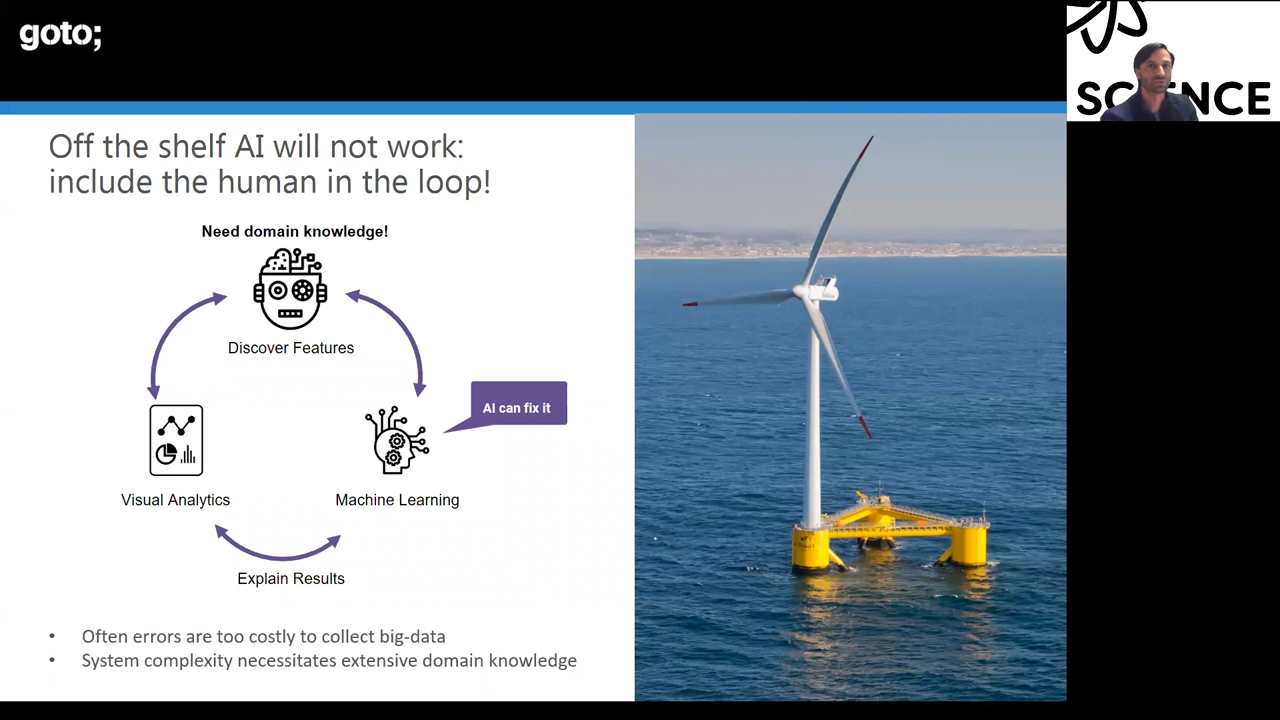 goto;
Off the shelf AI will not work:
include the human in the loop!
Need domain knowledge!
Discover Features
AI can fix it
Visual Analytics
Machine Learning
Explain Results
• Often errors are too costly to collect big-data
• System complexity necessitates extensive domain knowledge